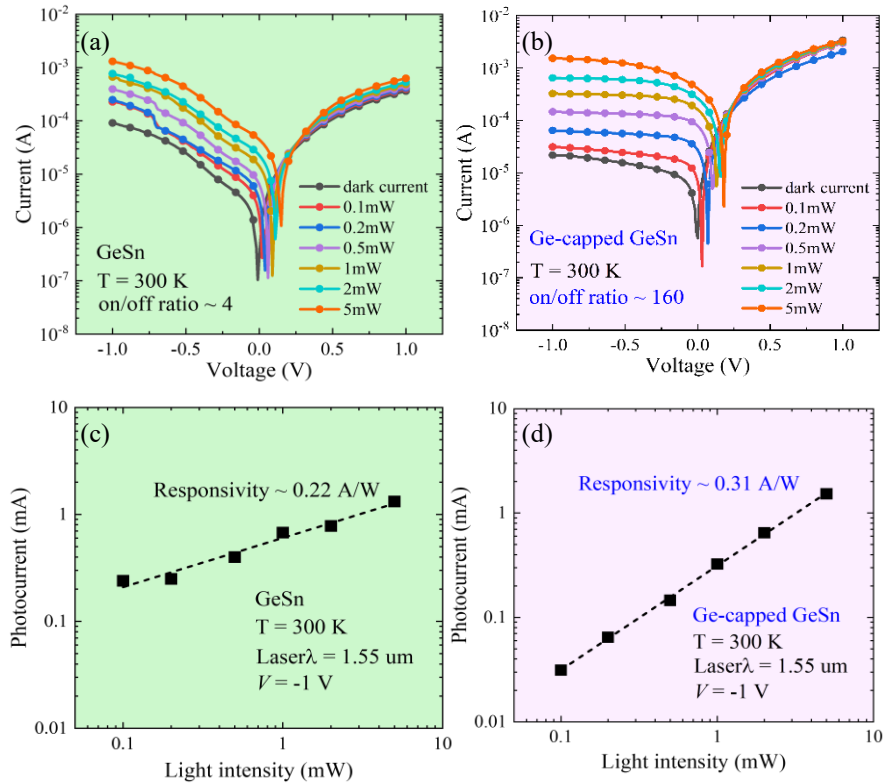 (a)
10⁻²
10⁻³
10⁻⁴
10⁻⁵
10⁻⁶
10⁻⁷
10⁻⁸
Current (A)
dark current
0.1mW
0.2mW
0.5mW
1mW
2mW
5mW
GeSn
T = 300 K
on/off ratio ~ 4
-1.0 -0.5 0.0 0.5 1.0
Voltage (V)
(b)
10⁻²
10⁻³
10⁻⁴
10⁻⁵
10⁻⁶
10⁻⁷
10⁻⁸
Current (A)
dark current
0.1mW
0.2mW
0.5mW
1mW
2mW
5mW
Ge-capped GeSn
T = 300 K
on/off ratio ~ 160
-1.0 -0.5 0.0 0.5 1.0
Voltage (V)
(c)
10
1
0.1
0.01
Photocurrent (mA)
Responsivity ~ 0.22 A/W
GeSn
T = 300 K
Laserλ = 1.55 um
V = -1 V
0.1 1 10
Light intensity (mW)
(d)
10
1
0.1
0.01
Photocurrent (mA)
Responsivity ~ 0.31 A/W
Ge-capped GeSn
T = 300 K
Laserλ = 1.55 um
V = -1 V
0.1 1 10
Light intensity (mW)